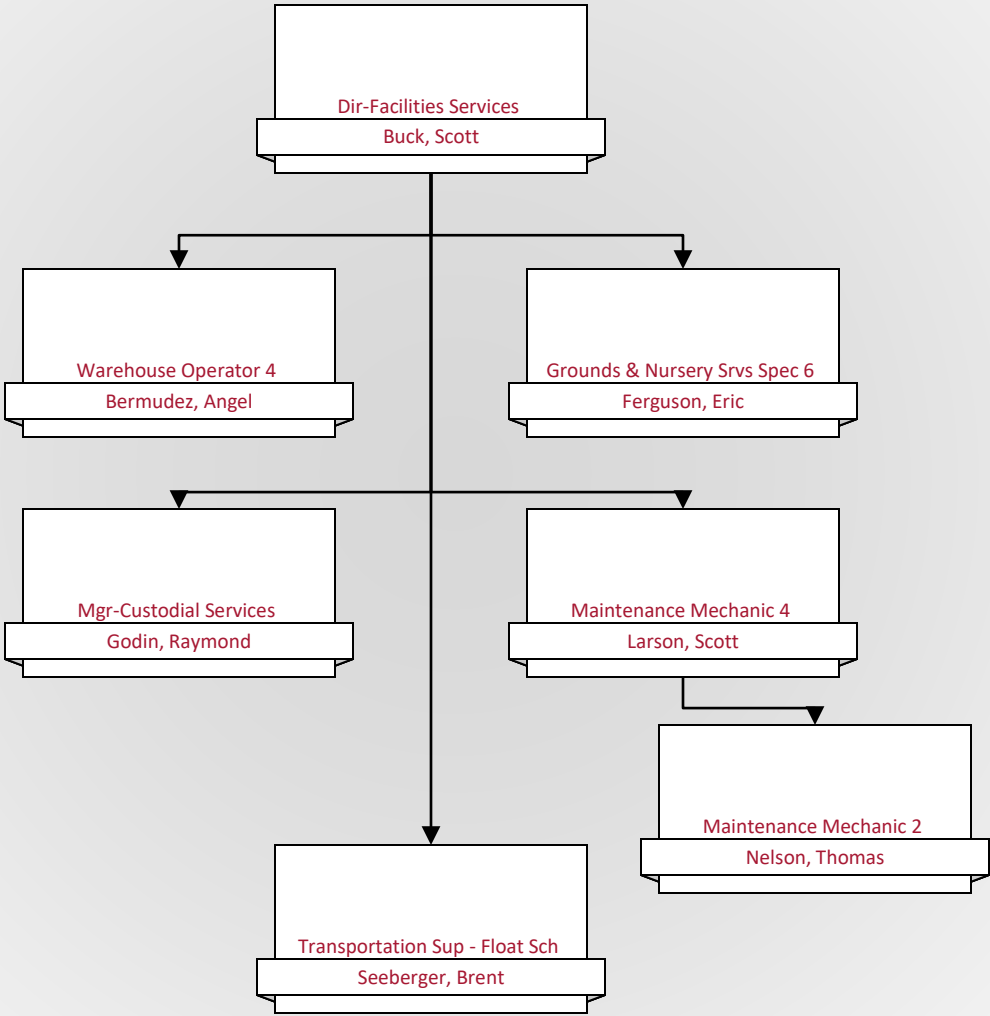 Dir-Facilities Services
Buck, Scott
Warehouse Operator 4
Bermudez, Angel
Grounds & Nursery Srvs Spec 6
Ferguson, Eric
Mgr-Custodial Services
Godin, Raymond
Maintenance Mechanic 4
Larson, Scott
Maintenance Mechanic 2
Nelson, Thomas
Transportation Sup - Float Sch
Seeberger, Brent